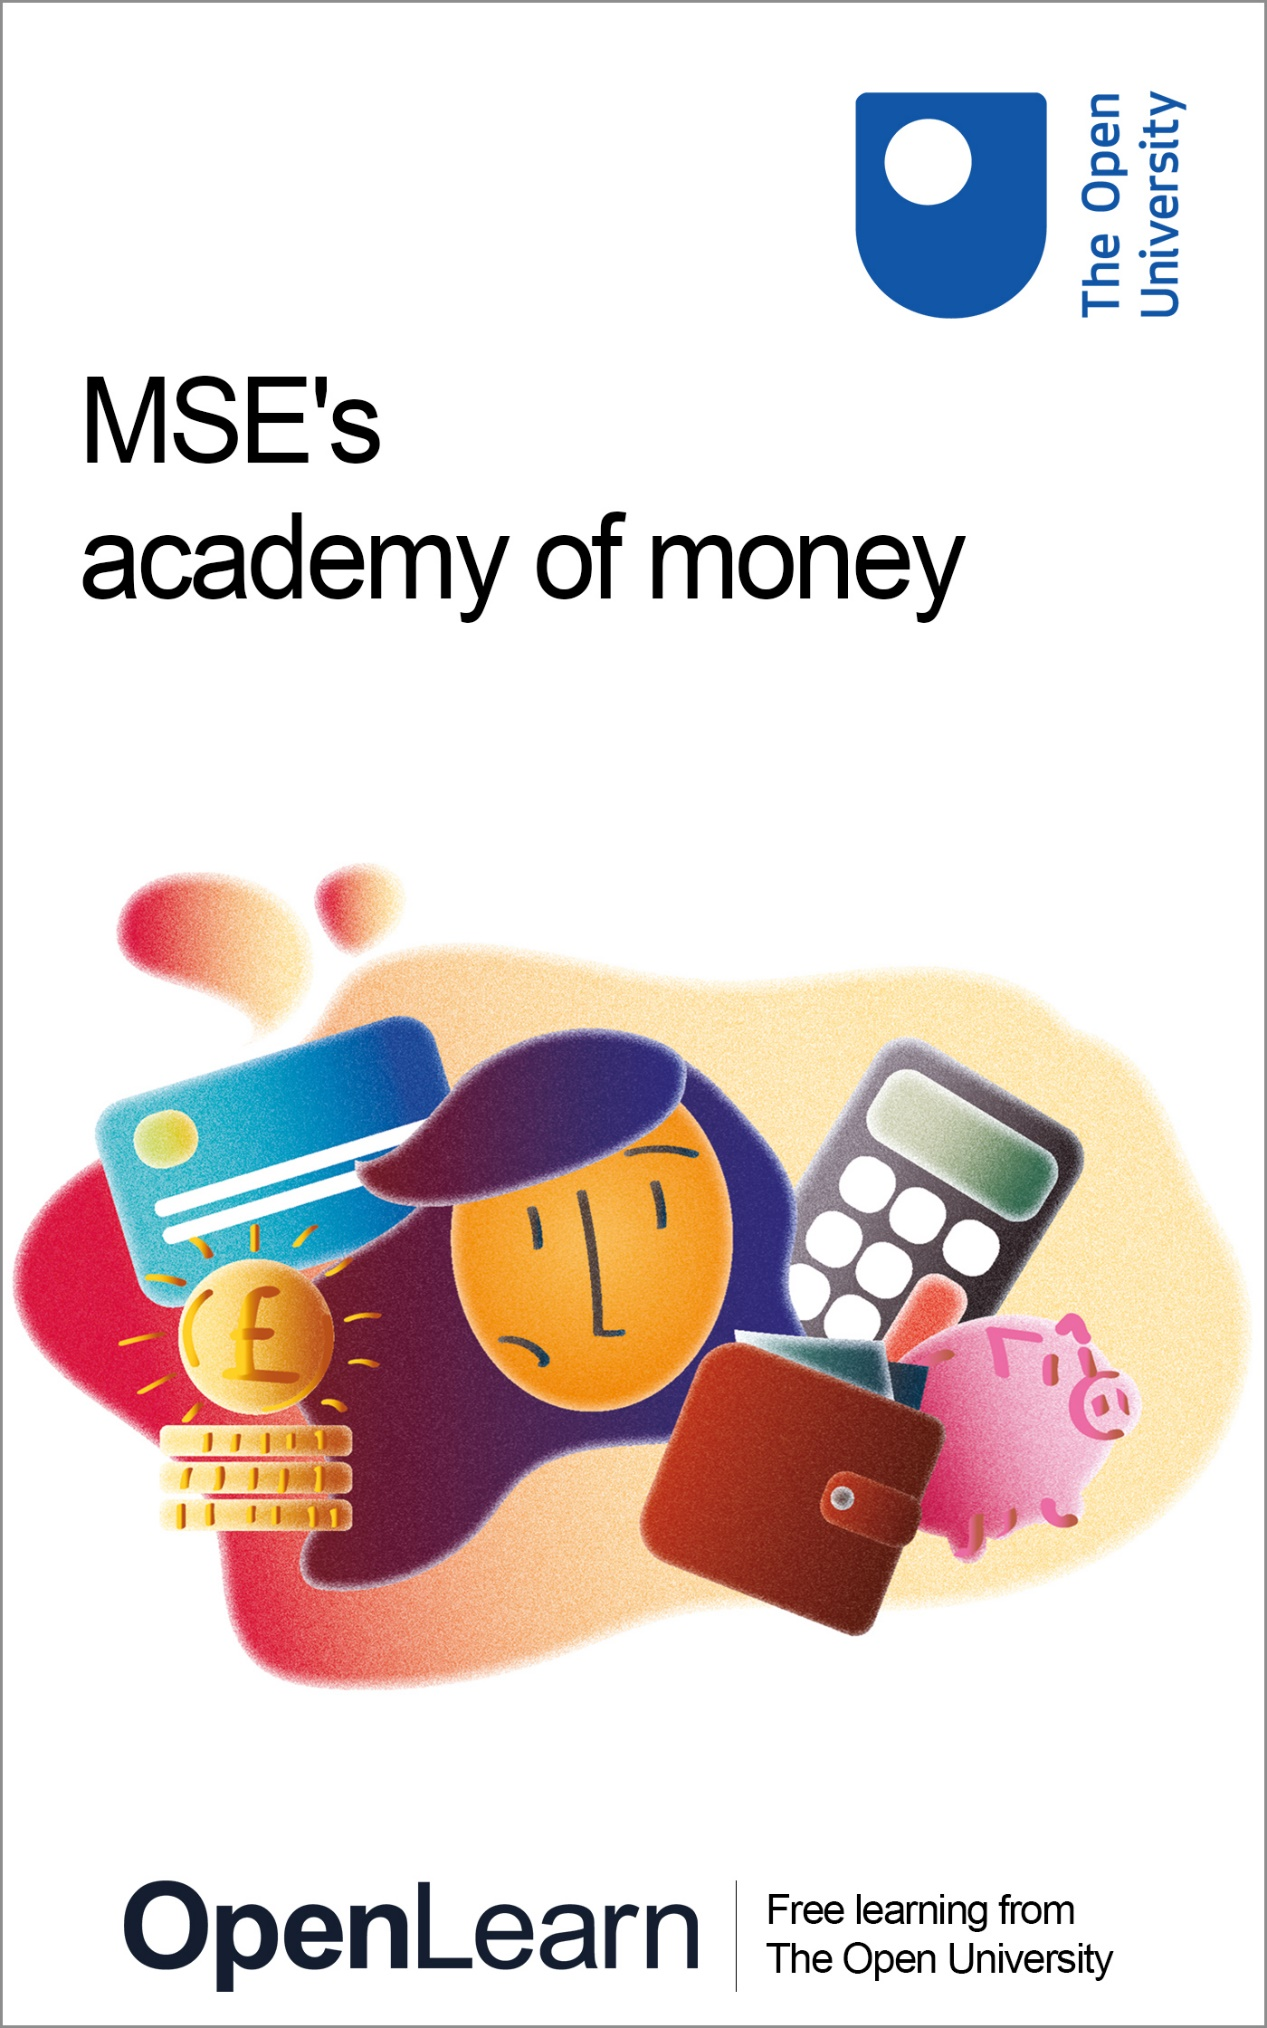 The Open
University
MSE's
academy of money
£
OpenLearn
Free learning from
The Open University